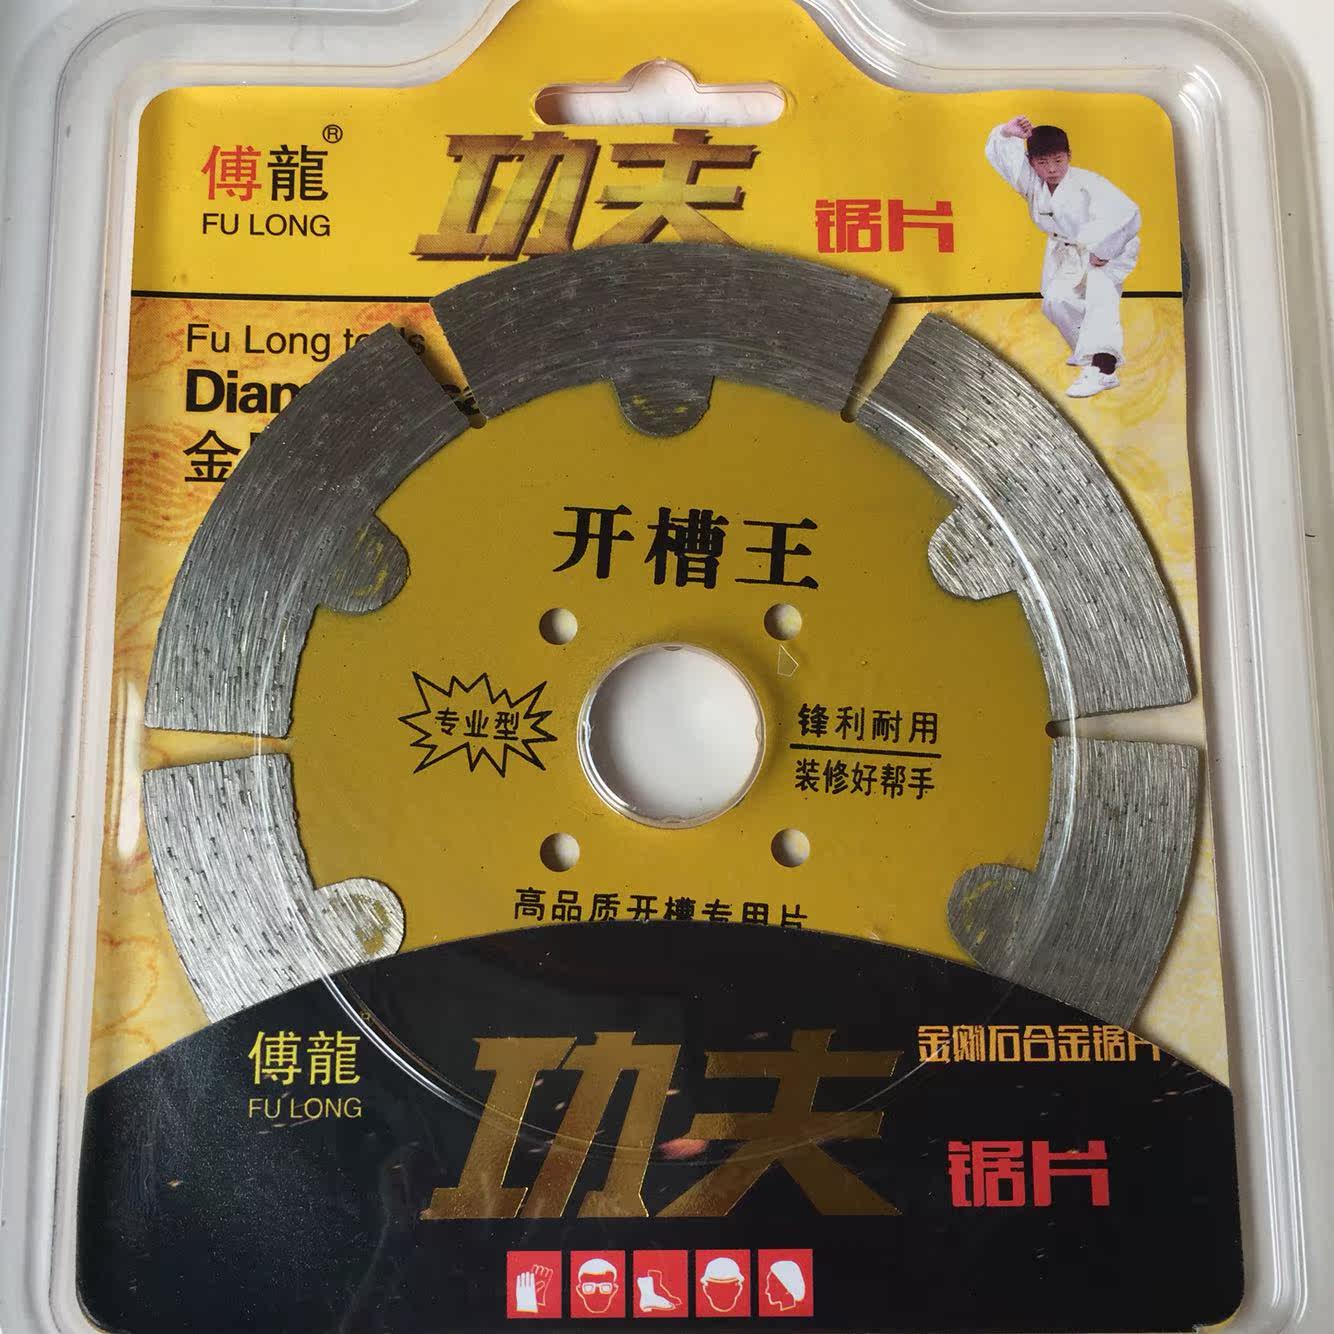 傅龍®
FU LONG
功夫
锯片
Fu Long
金
开槽王
专业型
锋利耐用
装修好帮手
高品质开槽专用片
傅龍
FU LONG
功夫
金刚石合金锯片
锯片